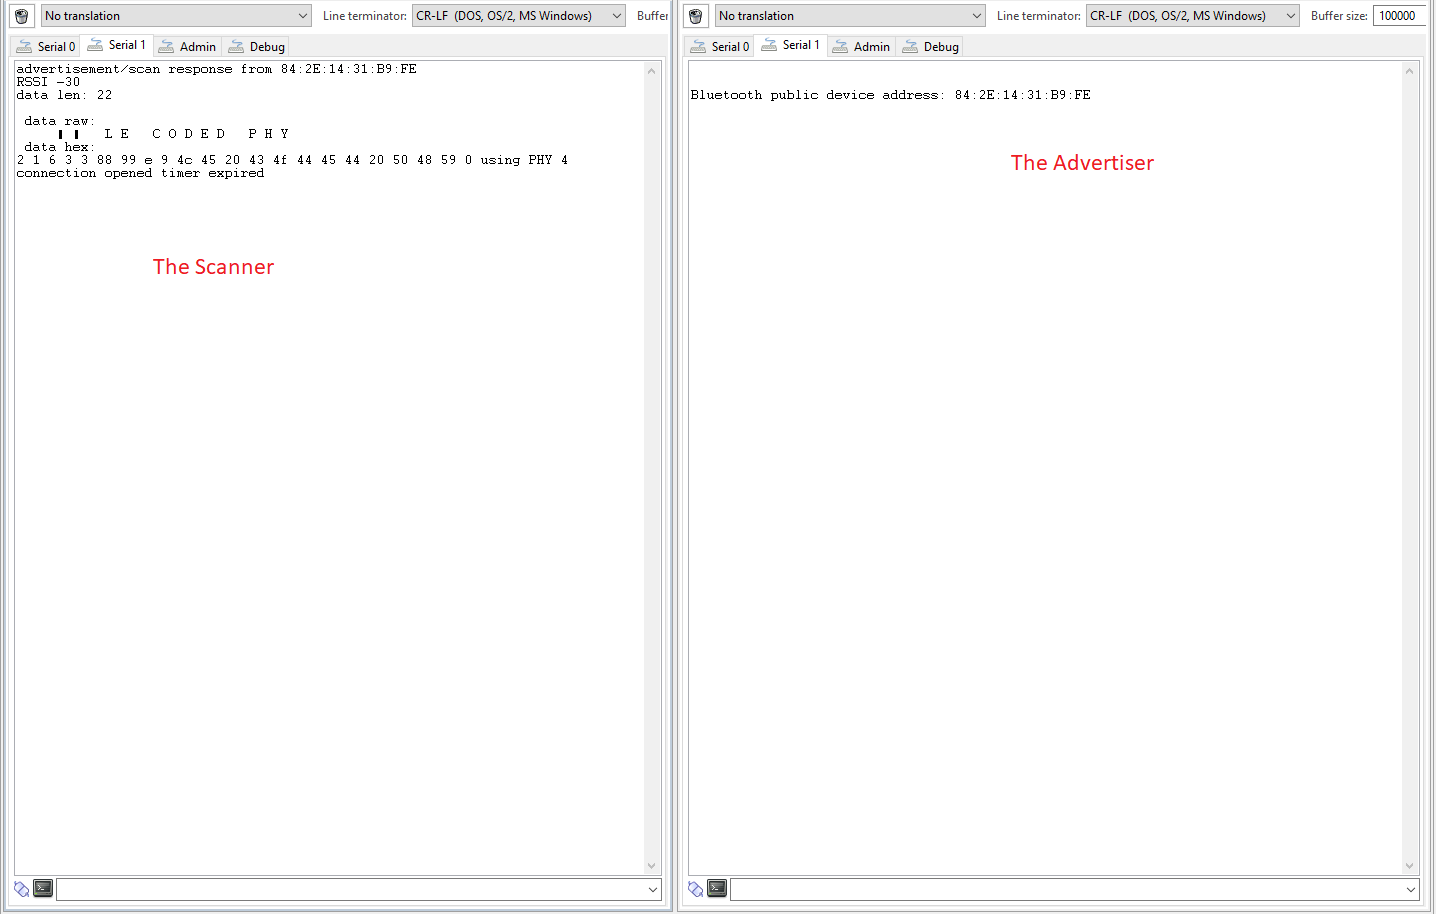 No translation
Line terminator:
CR-LF (DOS, OS/2, MS Windows)
Buffer
Serial 0
Serial 1
Admin
Debug
advertisement/scan response from 84:2E:14:31:B9:FE
RSSI -30
data len: 22
data raw:
L E   C O D E D   P H Y
data hex:
2 1 6 3 3 88 99 e 9 4c 45 20 43 4f 44 45 44 20 50 48 59 0 using PHY 4
connection opened timer expired
The Scanner
No translation
Line terminator:
CR-LF (DOS, OS/2, MS Windows)
Buffer size:
100000
Serial 0
Serial 1
Admin
Debug
Bluetooth public device address: 84:2E:14:31:B9:FE
The Advertiser